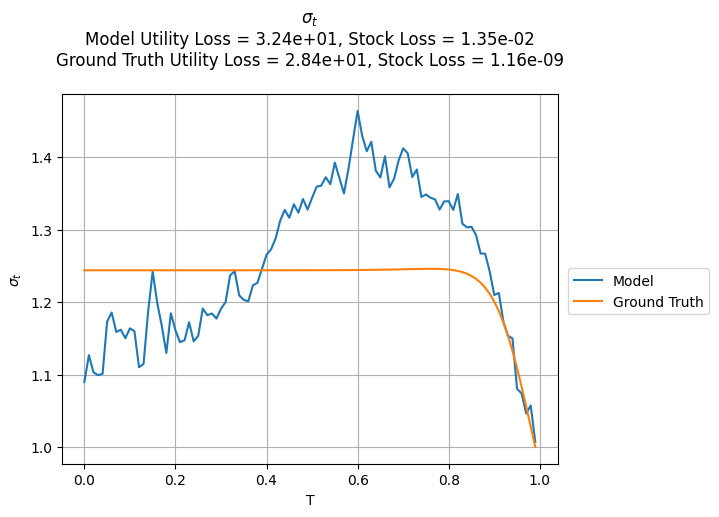 σt
Model Utility Loss = 3.24e+01, Stock Loss = 1.35e-02
Ground Truth Utility Loss = 2.84e+01, Stock Loss = 1.16e-09
1.4
1.3
1.2
1.1
1.0
σt
0.0 0.2 0.4 0.6 0.8 1.0
T
Model
Ground Truth